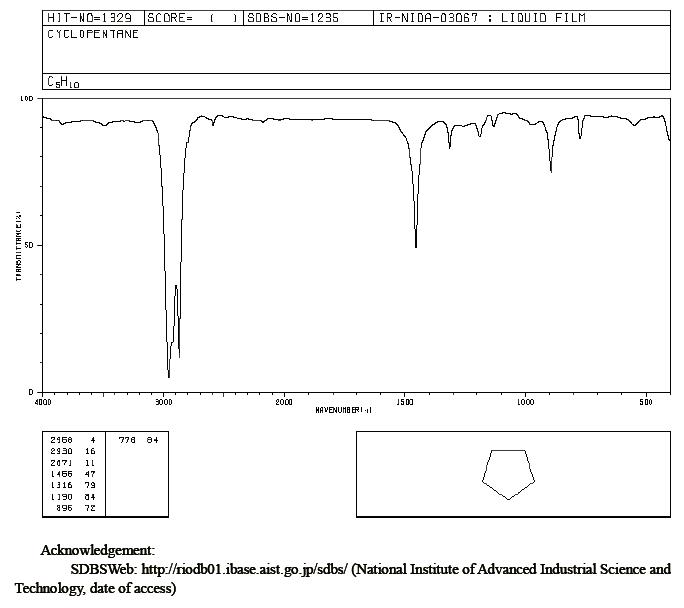 HIT-NO=1329 SCORE= ( ) SDBS-NO=1235 IR-NIDA-03067 : LIQUID FILM
CYCLOPENTANE
C5H10
100
50
0
TRANSMITTANCE(%)
4000 3000 2000 1500 1000 500
2958 4 776 84
2930 16
2871 11
1456 47
1316 79
1190 84
896 72
Acknowledgement:
SDBSWeb: http://riodb01.ibase.aist.go.jp/sdbs/ (National Institute of Advanced Industrial Science and
Technology, date of access)